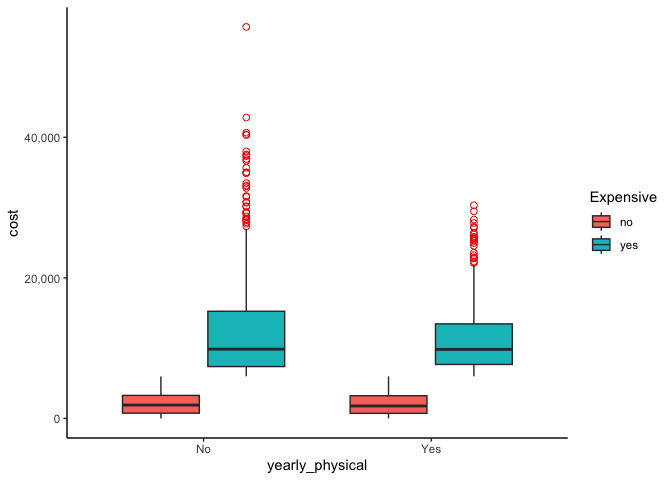 cost
40,000
20,000
0
No
Yes
yearly_physical
Expensive
no
yes